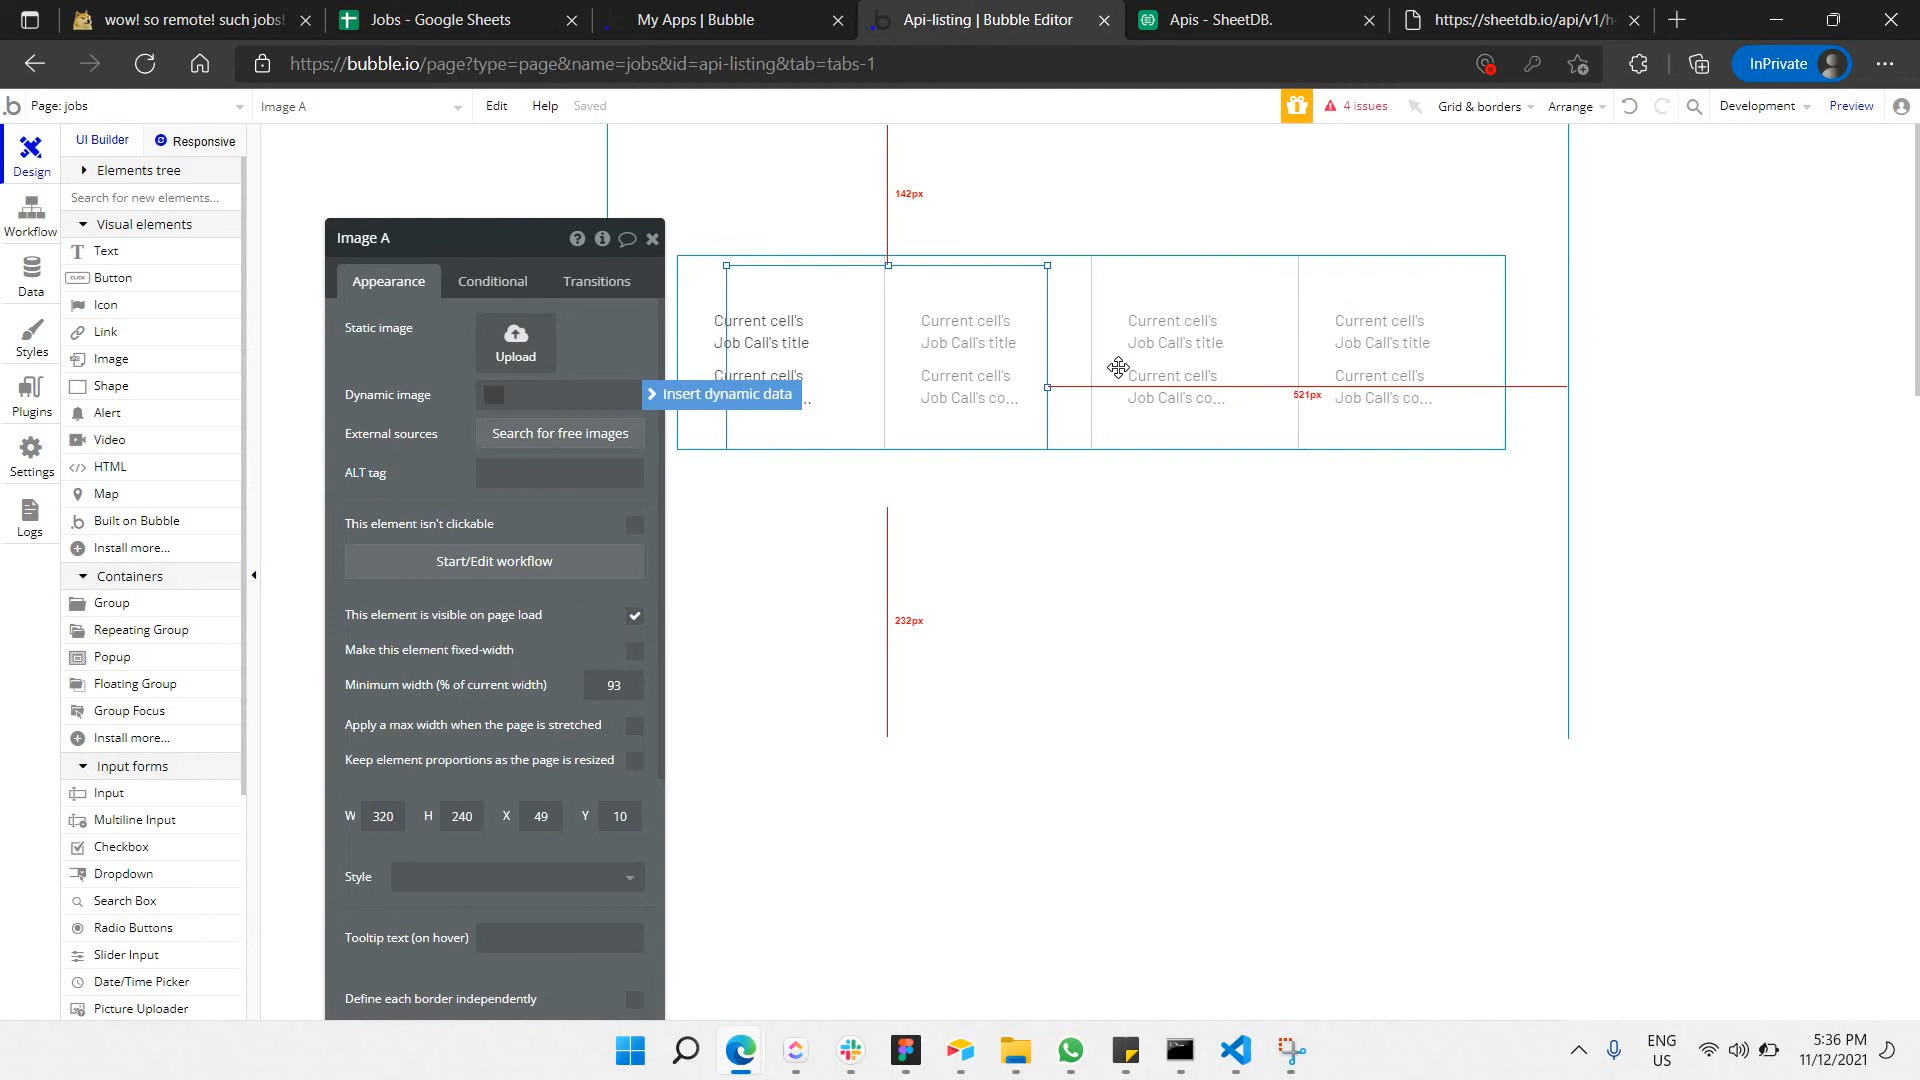 wow! so remote! such jobs!
Jobs - Google Sheets
My Apps | Bubble
Api-listing | Bubble Editor
Apis - SheetDB.
https://sheetdb.io/api/v1/h
https://bubble.io/page?type=page&name=jobs&id=api-listing&tab=tabs-1
InPrivate
Page: jobs
Image A
Edit
Help
Saved
4 issues
Grid & borders
Arrange
Development
Preview
Design
Workflow
Data
Styles
Plugins
Settings
Logs
UI Builder
Responsive
Elements tree
Search for new elements...
Visual elements
Text
CLICK
Button
Icon
Link
Image
Shape
Alert
Video
HTML
Map
Built on Bubble
Install more...
Containers
Group
Repeating Group
Popup
Floating Group
Group Focus
Install more...
Input forms
Input
Multiline Input
Checkbox
Dropdown
Search Box
Radio Buttons
Slider Input
Date/Time Picker
Picture Uploader
Image A
Appearance
Conditional
Transitions
Static image
Upload
Dynamic image
Insert dynamic data
External sources
Search for free images
ALT tag
This element isn't clickable
Start/Edit workflow
This element is visible on page load
Make this element fixed-width
Minimum width (% of current width)
93
Apply a max width when the page is stretched
Keep element proportions as the page is resized
W 320 H 240 X 49 Y 10
Style
Tooltip text (on hover)
Define each border independently
142px
Current cell's
Job Call's title
Current cell's
..
Current cell's
Job Call's title
Current cell's
Job Call's co...
Current cell's
Job Call's title
Current cell's
Job Call's co...
Current cell's
Job Call's title
Current cell's
Job Call's co...
521px
232px
ENG
US
5:36 PM
11/12/2021